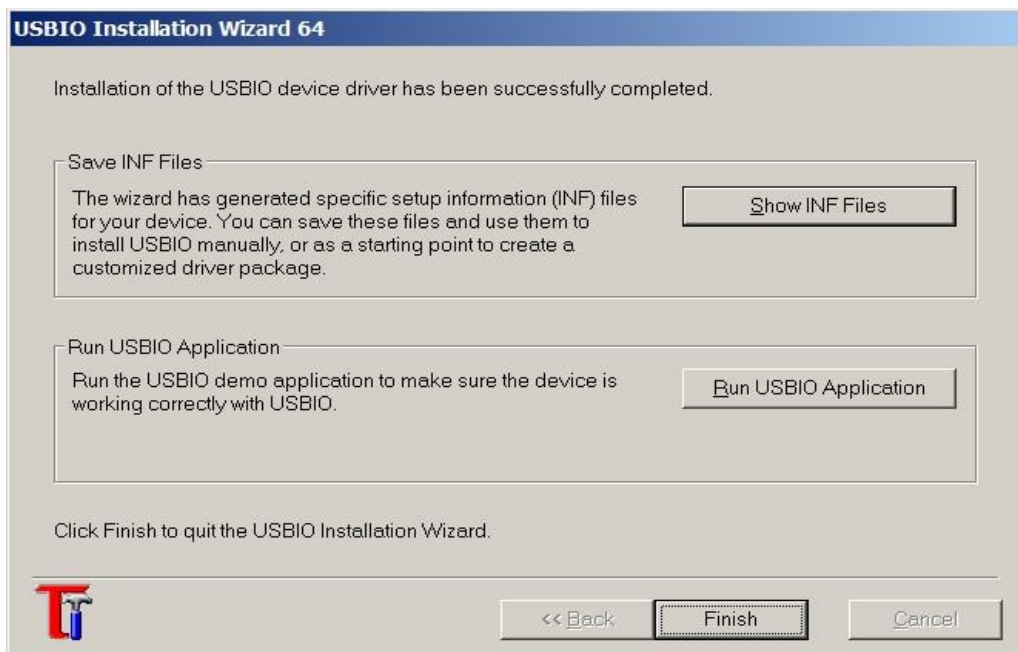 USBIO Installation Wizard 64
Installation of the USBIO device driver has been successfully completed.
Save INF Files
The wizard has generated specific setup information (INF) files
for your device. You can save these files and use them to
install USBIO manually, or as a starting point to create a
customized driver package.
Show INF Files
Run USBIO Application
Run the USBIO demo application to make sure the device is
working correctly with USBIO.
Run USBIO Application
Click Finish to quit the USBIO Installation Wizard.
<< Back
Finish
Cancel